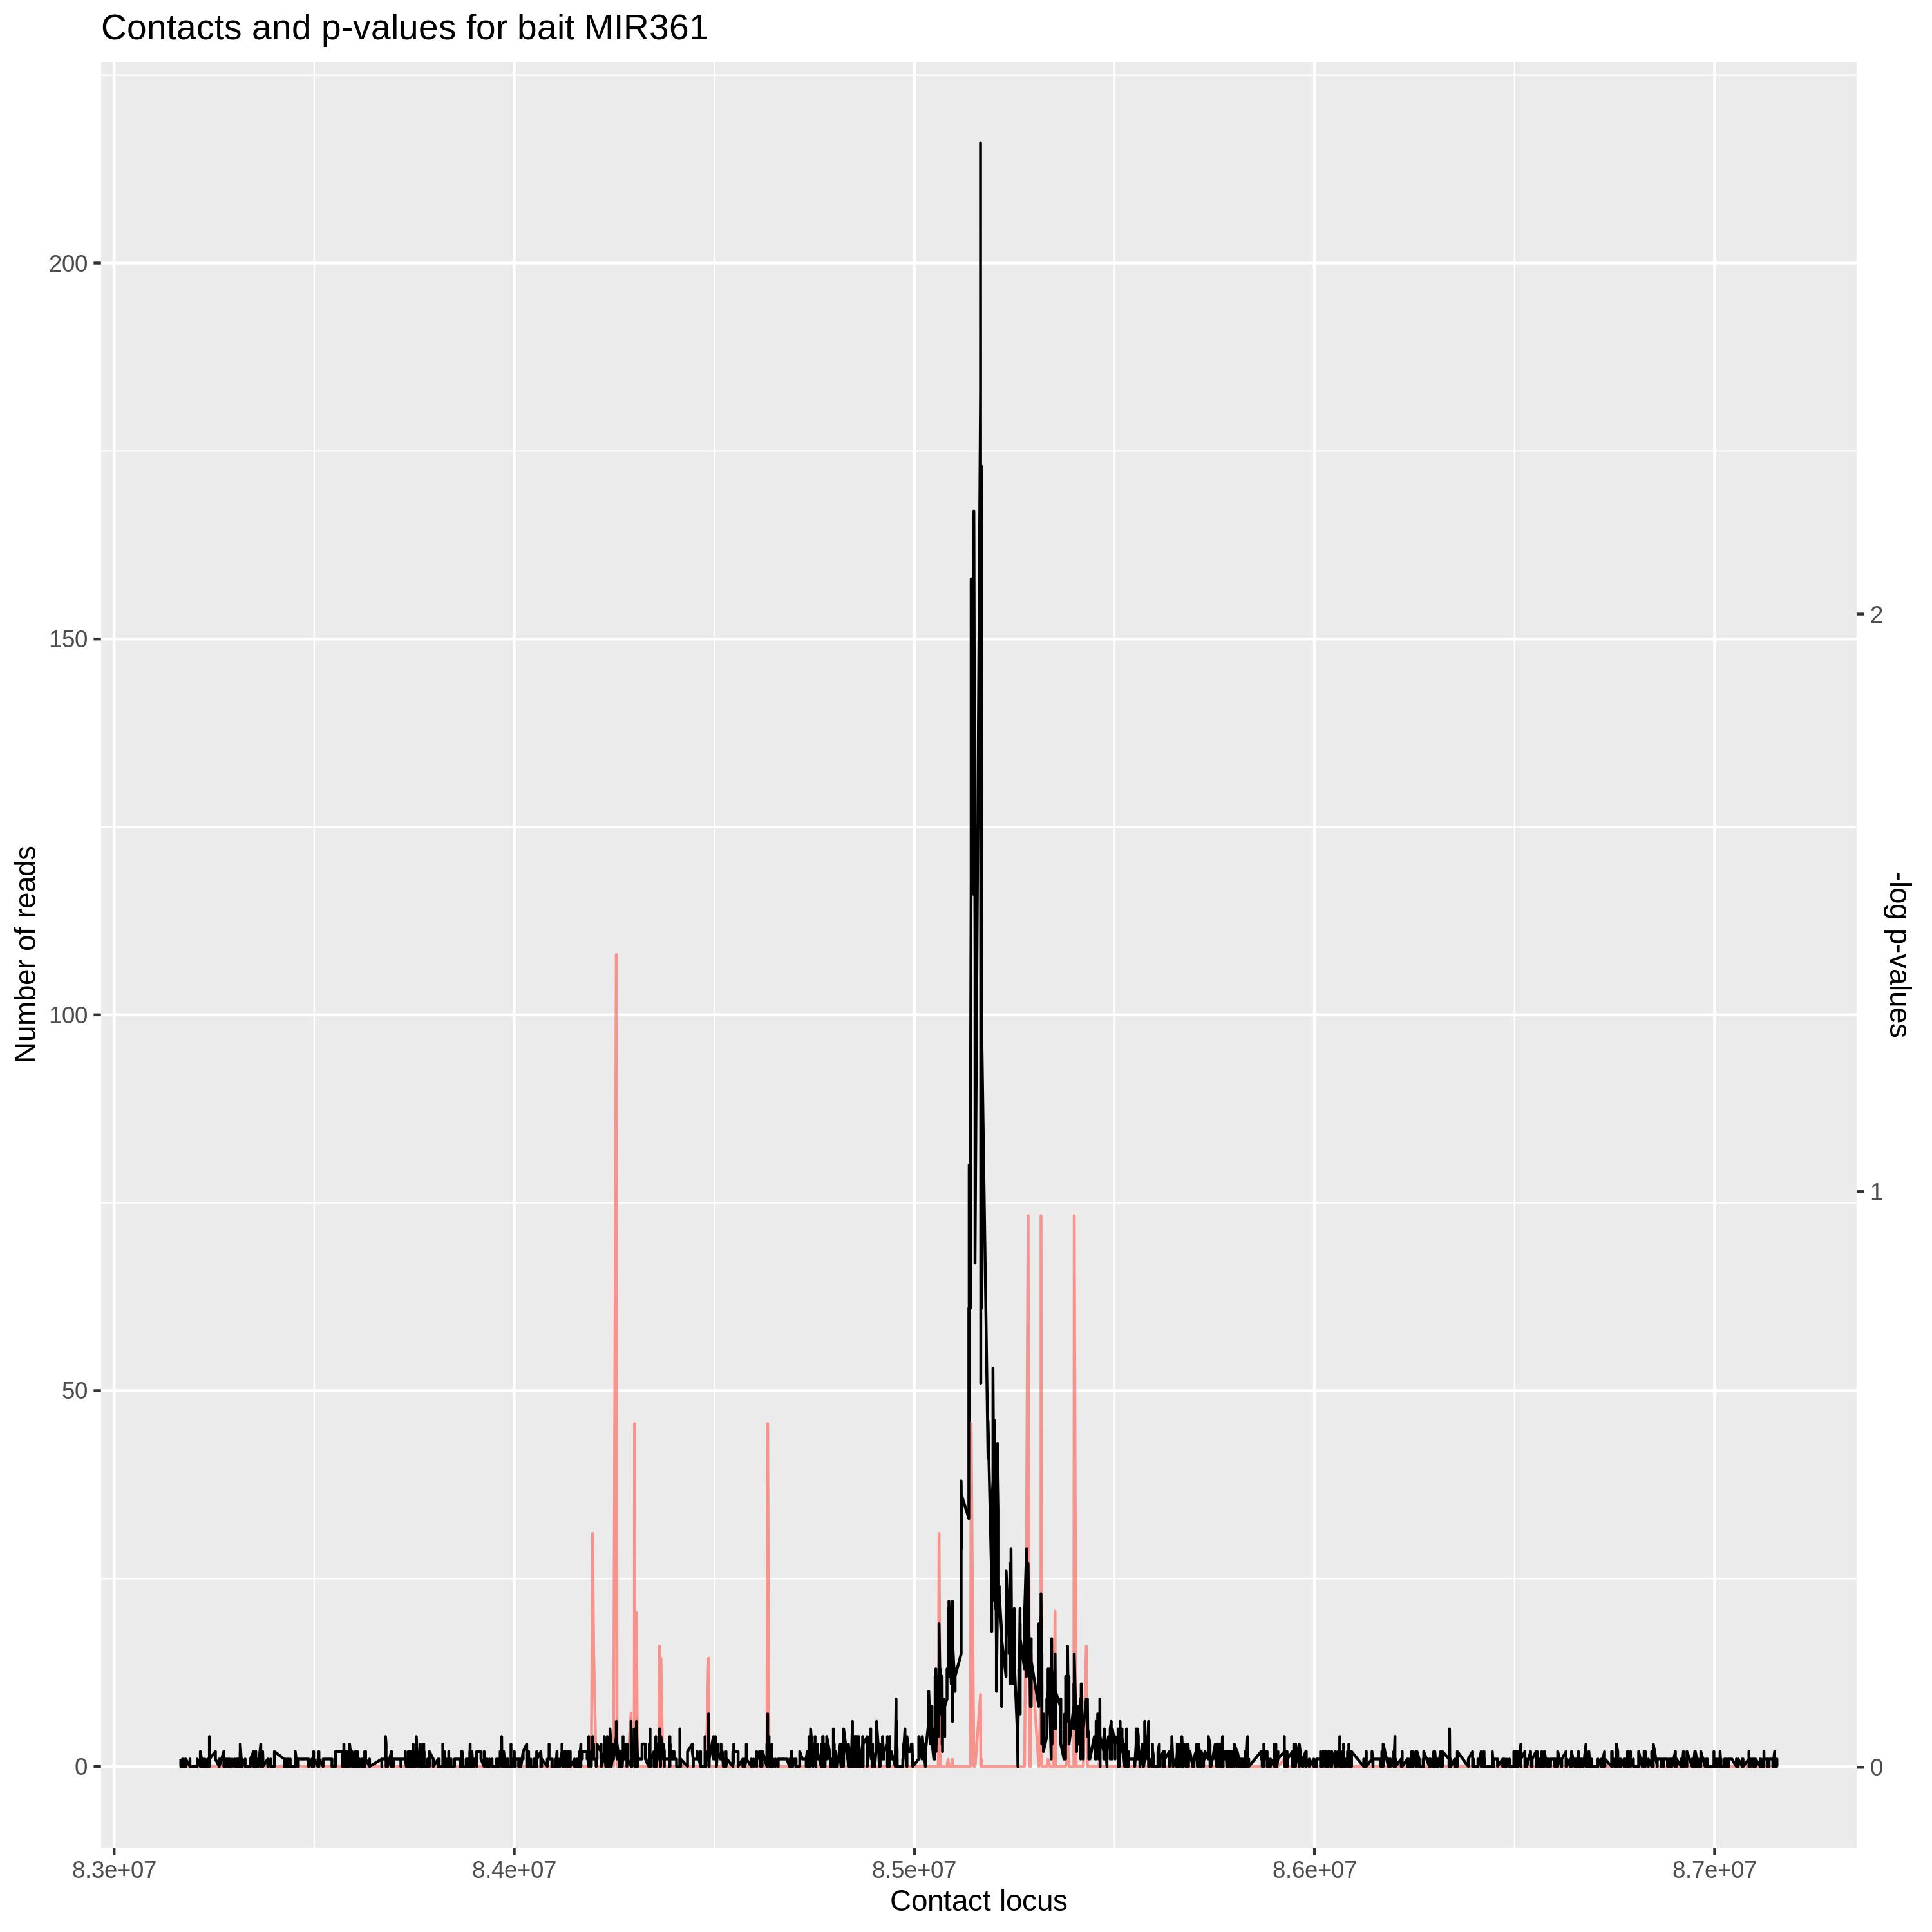 Contacts and p-values for bait MIR361
Number of reads
200
150
100
50
0
2
1
0
-log p-values
8.3e+07
8.4e+07
8.5e+07
8.6e+07
8.7e+07
Contact locus